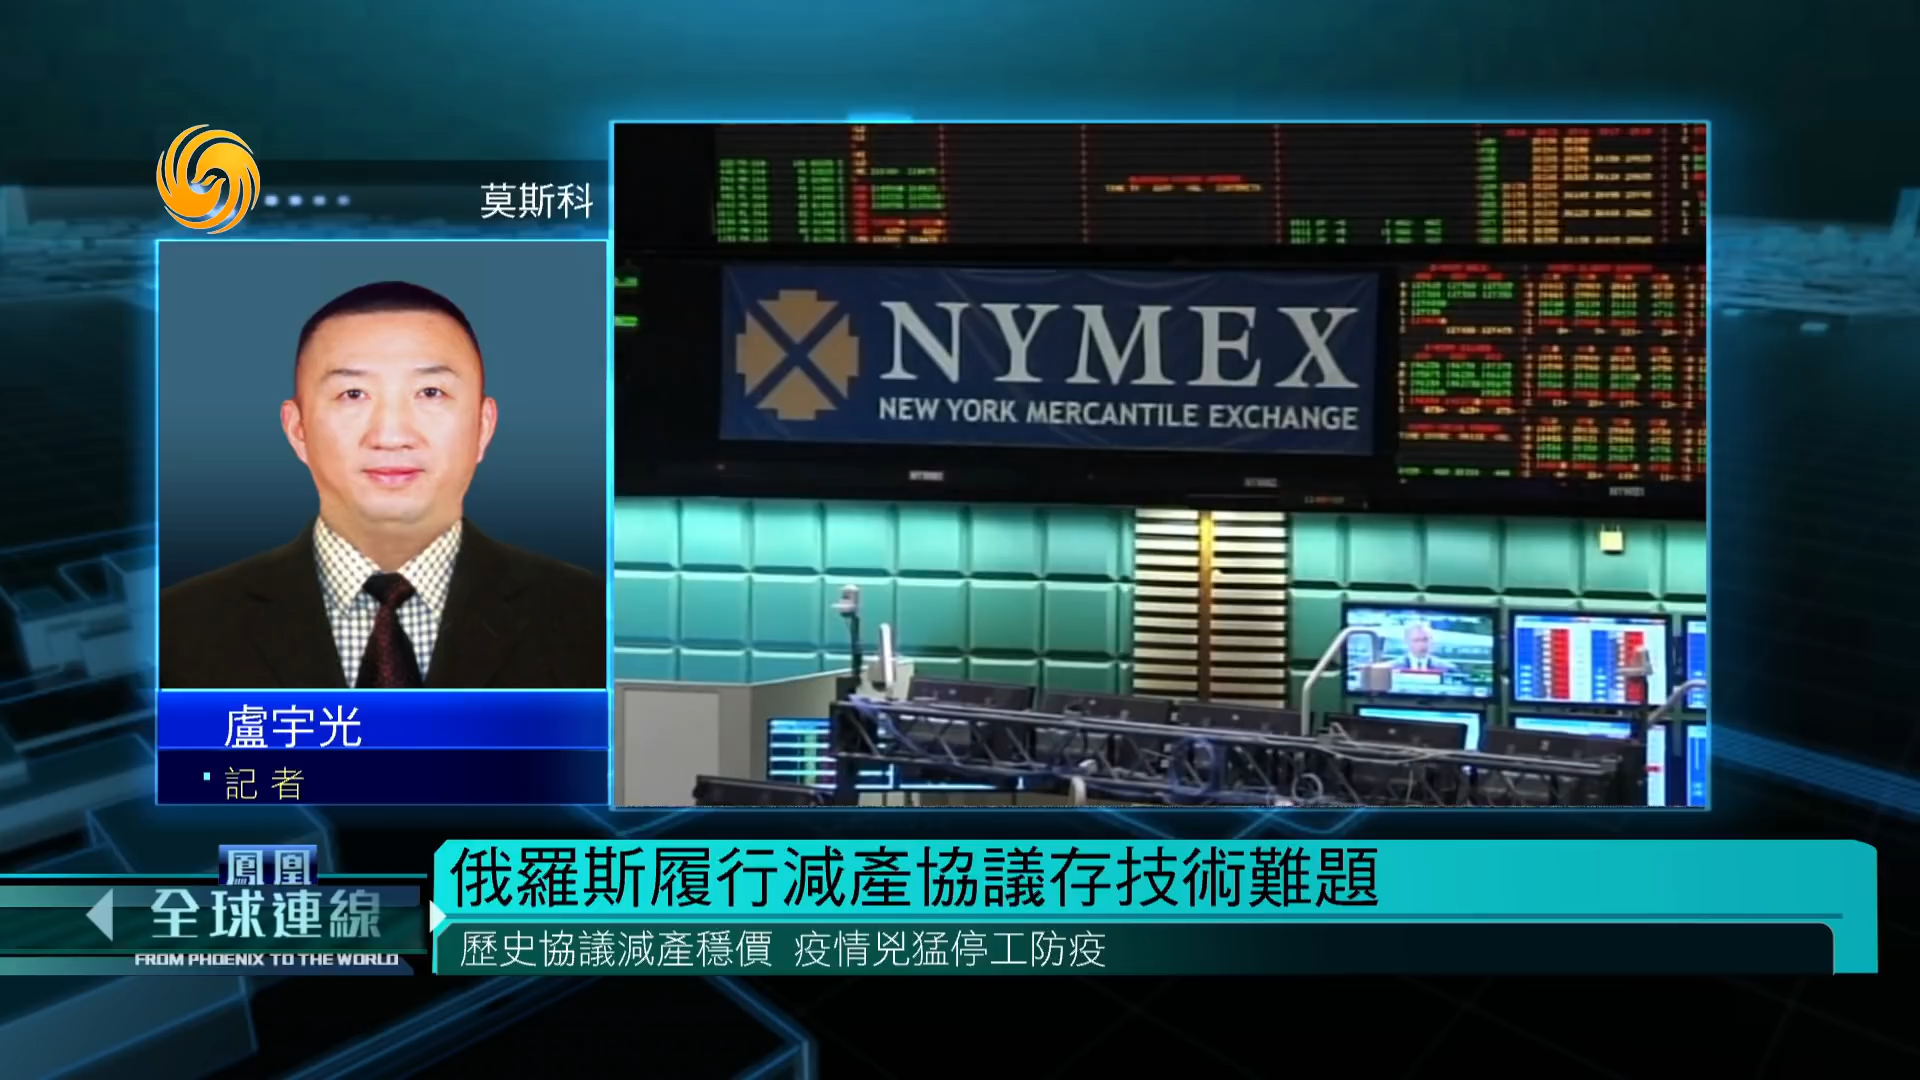 莫斯科
NYMEX
NEW YORK MERCANTILE EXCHANGE
盧宇光
記者
鳳凰
全球連線
FROM PHOENIX TO THE WORLD
俄羅斯履行減產協議存技術難題
歷史協議減產穩價 疫情兇猛停工防疫